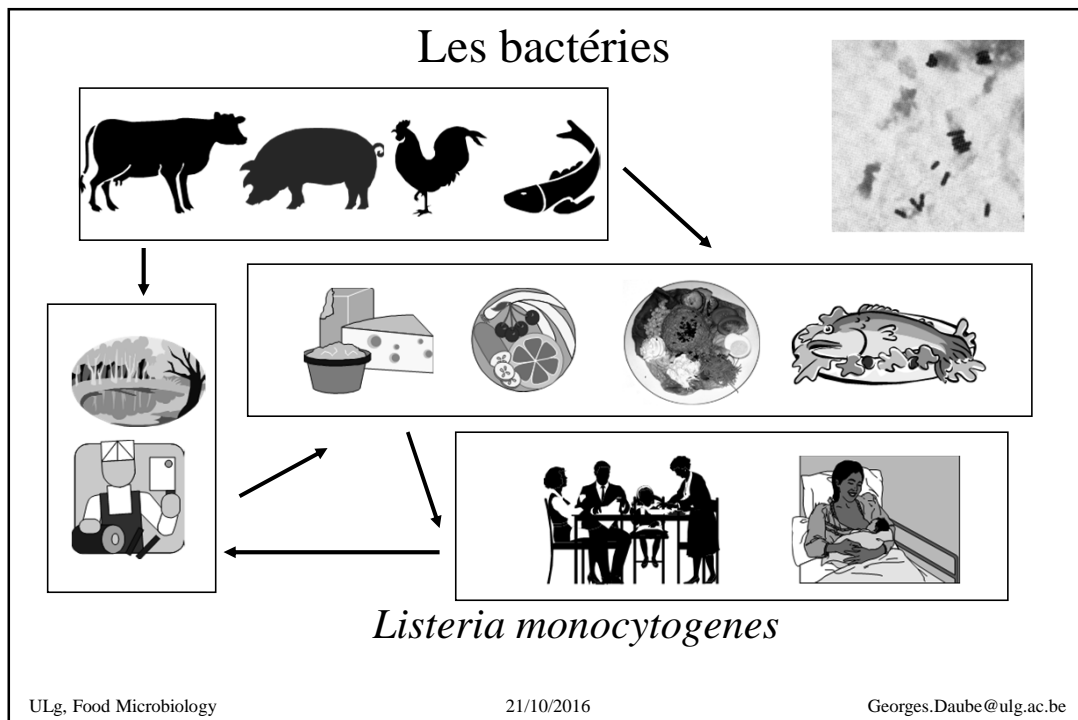 Les bactéries
Listeria monocytogenes
ULg, Food Microbiology 21/10/2016 Georges.Daube@ulg.ac.be